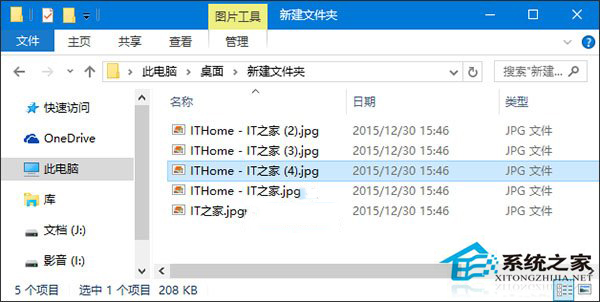 图片工具 新建文件夹
文件 主页 共享 查看 管理
此电脑 桌面 新建文件夹 搜索"新建...
名称 日期 类型
快速访问
OneDrive
此电脑
库
文档 (J:)
影音 (I:)
ITHome - IT之家 (2).jpg 2015/12/30 15:46 JPG 文件
ITHome - IT之家 (3).jpg 2015/12/30 15:46 JPG 文件
ITHome - IT之家 (4).jpg 2015/12/30 15:46 JPG 文件
ITHome - IT之家.jpg 2015/12/30 15:46 JPG 文件
IT之家.jpg 2015/12/30 15:46 JPG 文件
5 个项目 选中 1 个项目 208 KB
系统之家
XITONGZHIJIA.NET